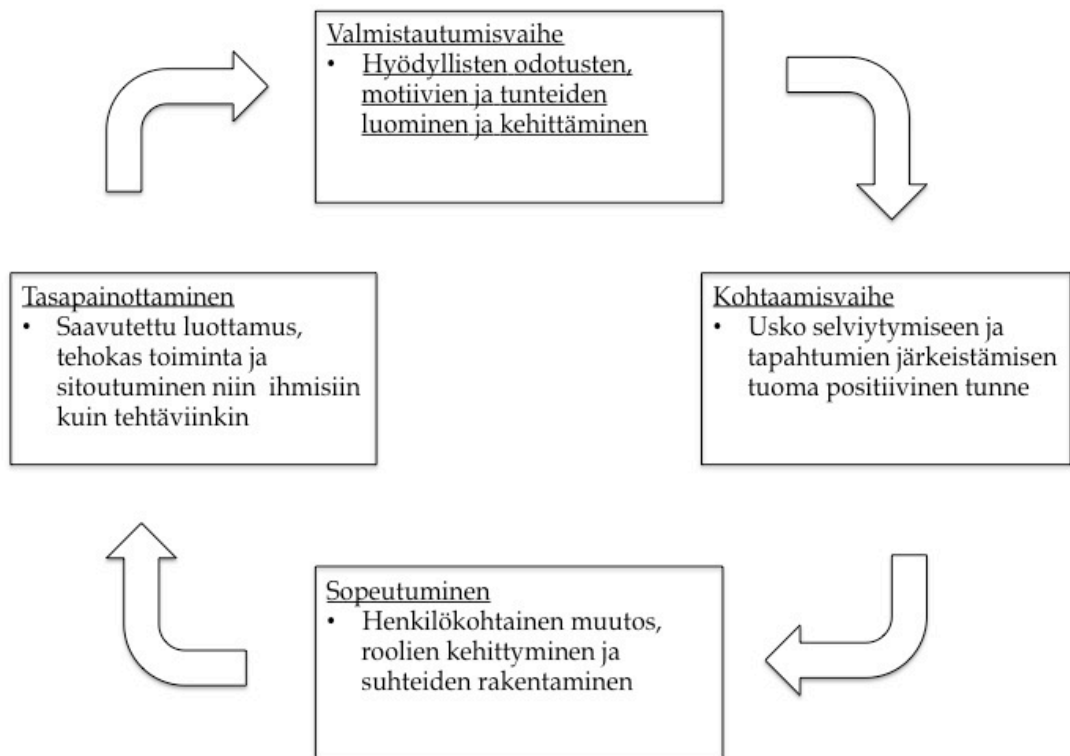 Valmistautumisvaihe
• Hyödyllisten odotusten,
motiivien ja tunteiden
luominen ja kehittäminen
Kohtaamisvaihe
• Usko selviytymiseen ja
tapahtumien järkeistämisen
tuoma positiivinen tunne
Sopeutuminen
• Henkilökohtainen muutos,
roolien kehittyminen ja
suhteiden rakentaminen
Tasapainottaminen
• Saavutettu luottamus,
tehokas toiminta ja
sitoutuminen niin ihmisiin
kuin tehtäviinkin